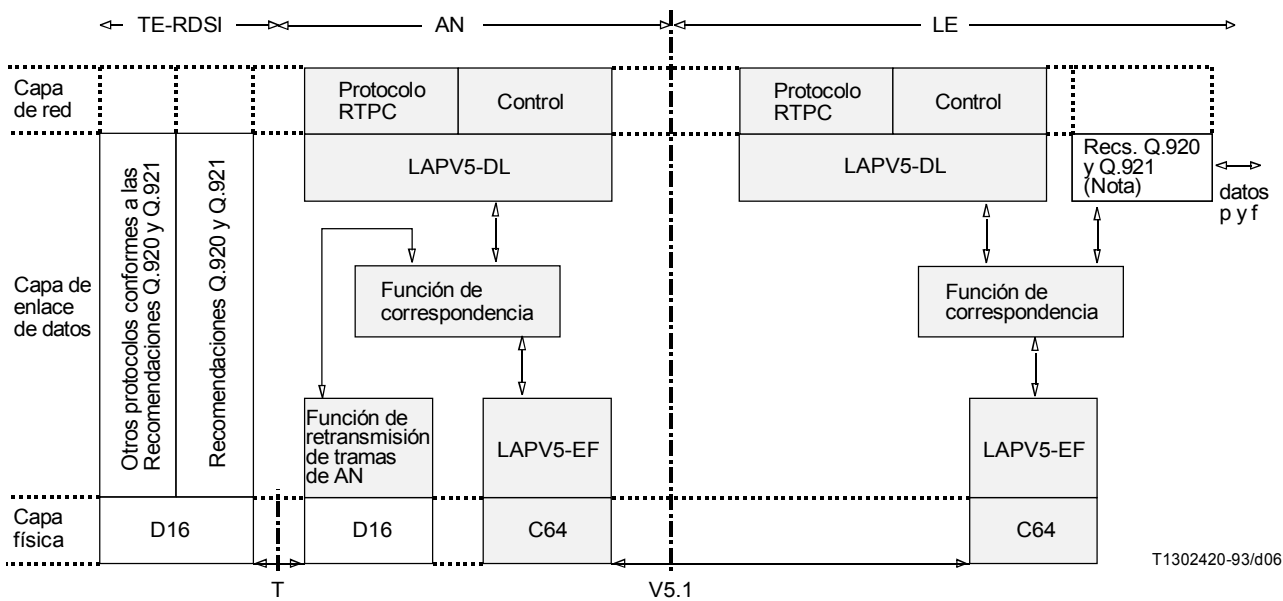 TE-RDSI
AN
LE
Capa
de red
Protocolo
RTPC
Control
Protocolo
RTPC
Control
LAPV5-DL
LAPV5-DL
Recs. Q.920
y Q.921
(Nota)
datos
p y f
Capa de
enlace
de datos
Otros protocolos conformes a las
Recomendaciones Q.920 y Q.921
Recomendaciones Q.920 y Q.921
Función de
correspondencia
Función de
correspondencia
Función de
retransmisión
de tramas
de AN
LAPV5-EF
LAPV5-EF
Capa
física
D16
D16
C64
C64
T1302420-93/d06
T
V5.1